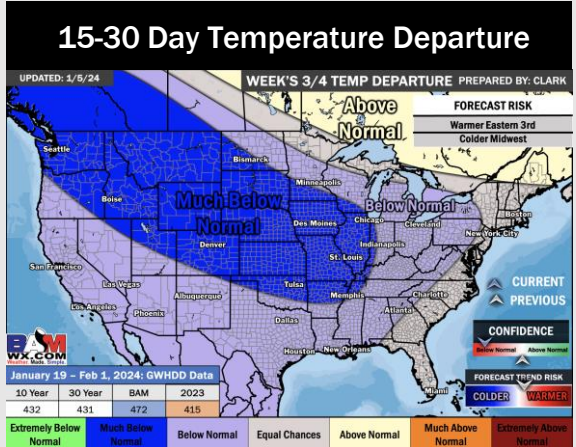 15-30 Day Temperature Departure
UPDATED: 1/5/24
WEEK'S 3/4 TEMP DEPARTURE PREPARED BY: CLARK
FORECAST RISK
Warmer Eastern 3rd
Colder Midwest
Above
Normal
Seattle
Bismarck
Minneapolis
Boise
Much Below
Normal
Below Normal
Boston
Des Moines
Chicago
Cleveland
New York City
Denver
Indianapolis
St. Louis
San Francisco
Las Vegas
Tulsa
Memphis
Charlotte
Los Angeles
Albuquerque
Phoenix
Atlanta
Dallas
Houston
New Orleans
Miami
CURRENT
PREVIOUS
CONFIDENCE
Below Normal
Above Normal
FORECAST TREND RISK
COLDER
WARMER
BAM
WX.COM
Weather. Made. Simple.
January 19 – Feb 1, 2024: GWHDD Data
10 Year 30 Year BAM 2023
432 431 472 415
Extremely Below
Normal
Much Below
Normal
Below Normal
Equal Chances
Above Normal
Much Above
Normal
Extremely Above
Normal